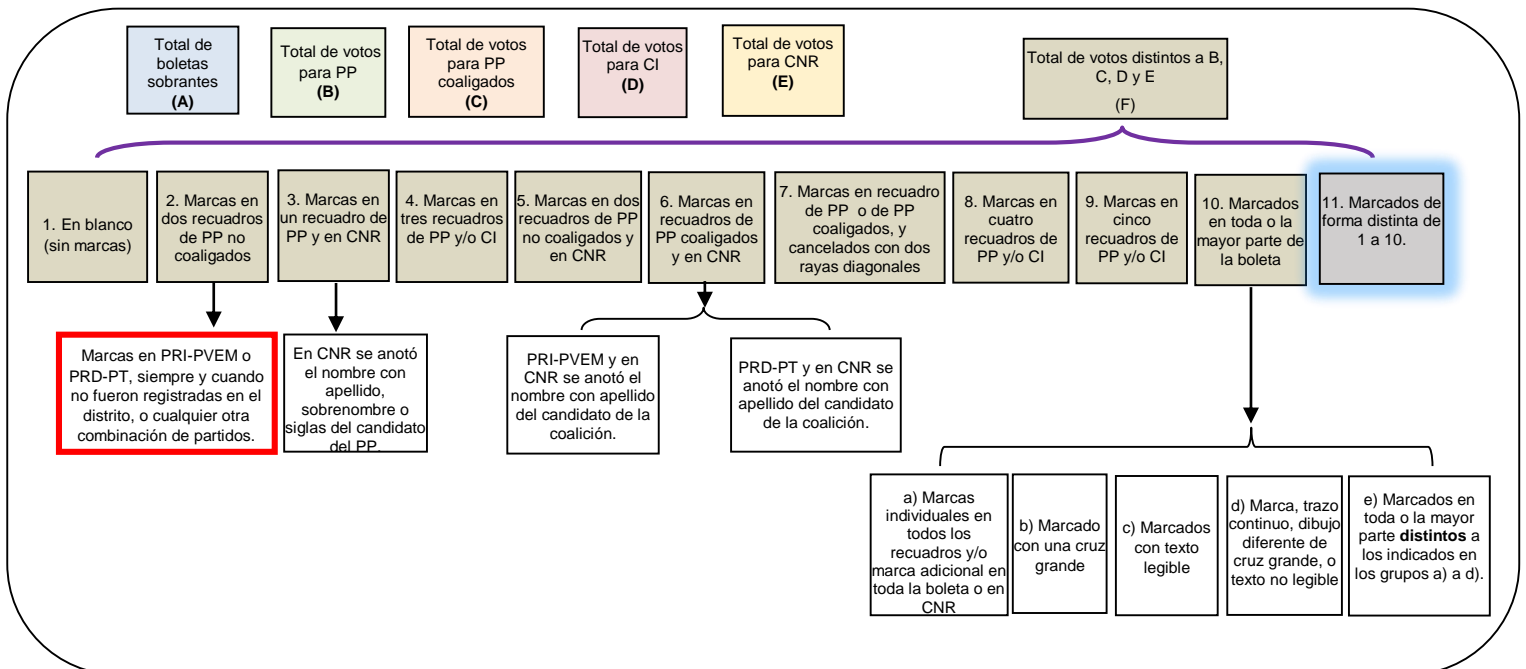 Total de
boletas
sobrantes
(A)
Total de votos
para PP
(B)
Total de votos
para PP
coaligados
(C)
Total de votos
para CI
(D)
Total de votos
para CNR
(E)
Total de votos distintos a B,
C, D y E
(F)
1. En blanco
(sin marcas)
2. Marcas en
dos recuadros
de PP no
coaligados
3. Marcas en
un recuadro de
PP y en CNR
4. Marcas en
tres recuadros
de PP y/o CI
5. Marcas en dos
recuadros de PP
no coaligados y
en CNR
6. Marcas en
recuadros de
PP coaligados
y en CNR
7. Marcas en recuadro
de PP o de PP
coaligados, y
cancelados con dos
rayas diagonales
8. Marcas en
cuatro
recuadros de
PP y/o CI
9. Marcas en
cinco
recuadros de
PP y/o CI
10. Marcados
en toda o la
mayor parte de
la boleta
11. Marcados de
forma distinta de
1 a 10.
Marcas en PRI-PVEM o
PRD-PT, siempre y cuando
no fueron registradas en el
distrito, o cualquier otra
combinación de partidos.
En CNR se anotó
el nombre con
apellido,
sobrenombre o
siglas del candidato
del PP.
PRI-PVEM y en
CNR se anotó el
nombre con apellido
del candidato de la
coalición.
PRD-PT y en CNR se
anotó el nombre con
apellido del candidato
de la coalición.
a) Marcas
individuales en
todos los
recuadros y/o
marca adicional en
toda la boleta o en
CNR
b) Marcado
con una cruz
grande
c) Marcados
con texto
legible
d) Marca, trazo
continuo, dibujo
diferente de
cruz grande, o
texto no legible
e) Marcados en
toda o la mayor
parte distintos a
los indicados en
los grupos a) a d).